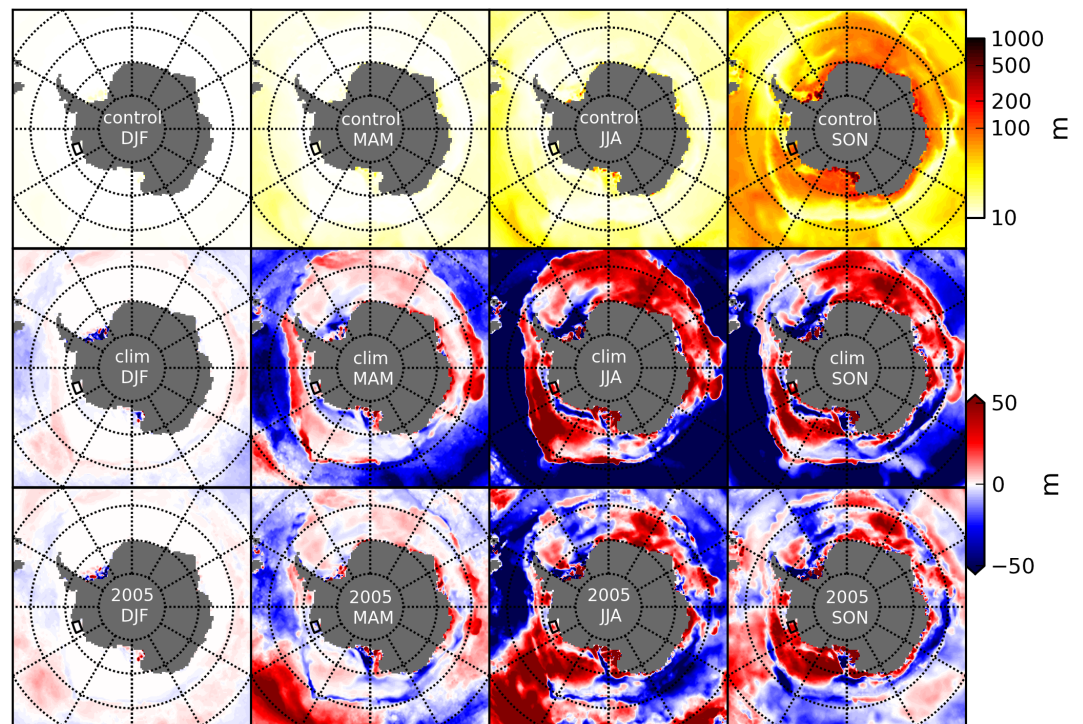 control
DJF
control
MAM
control
JJA
control
SON
1000
500
200
100
10
m
clim
DJF
clim
MAM
clim
JJA
clim
SON
50
0
−50
m
2005
DJF
2005
MAM
2005
JJA
2005
SON